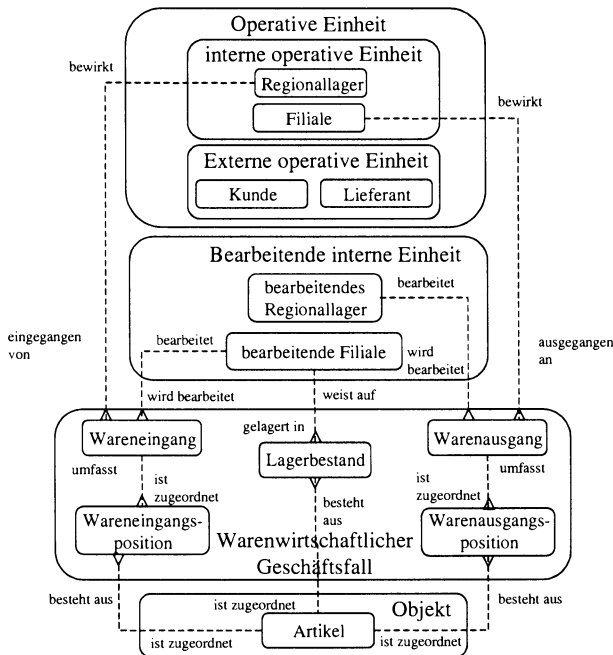 Operative Einheit
interne operative Einheit
bewirkt
Regionallager
bewirkt
Filiale
Externe operative Einheit
Kunde
Lieferant
Bearbeitende interne Einheit
bearbeitendes
Regionallager
bearbeitet
eingegangen
von
bearbeitet
bearbeitende Filiale
wird
bearbeitet
ausgegangen
an
wird bearbeitet
weist auf
Wareneingang
gelagert in
Warenausgang
umfasst
Lagerbestand
umfasst
ist
zugeordnet
besteht
aus
ist
zugeordnet
Wareneingangs-
position
Warenausgangs-
position
Warenwirtschaftlicher
Geschäftsfall
besteht aus
ist zugeordnet
Objekt
besteht aus
ist zugeordnet
Artikel
ist zugeordnet